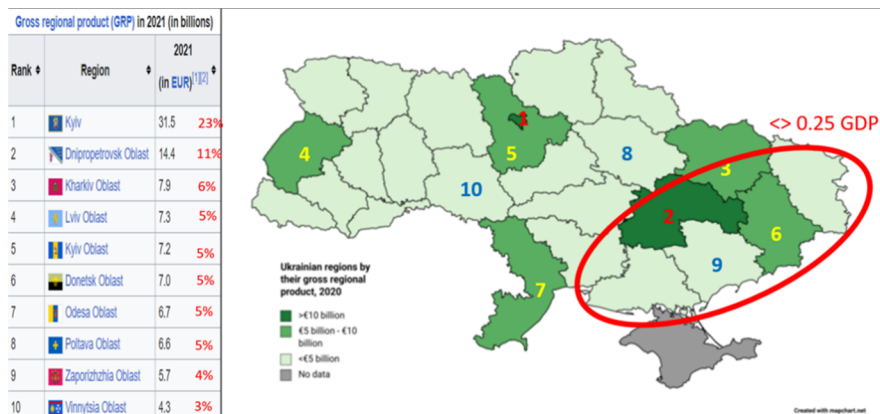 Gross regional product (GRP) in 2021 (in billions)
Rank Region 2021 (in EUR)[1][2]
1 Kyiv 31.5 23%
2 Dnipropetrovsk Oblast 14.4 11%
3 Kharkiv Oblast 7.9 6%
4 Lviv Oblast 7.3 5%
5 Kyiv Oblast 7.2 5%
6 Donetsk Oblast 7.0 5%
7 Odesa Oblast 6.7 5%
8 Poltava Oblast 6.6 5%
9 Zaporizhzhia Oblast 5.7 4%
10 Vinnytsia Oblast 4.3 3%
<> 0.25 GDP
1
3
4
5
8
10
2
6
9
7
Ukrainian regions by
their gross regional
product, 2020
>€10 billion
€5 billion - €10
billion
<€5 billion
No data
Created with mapchart.net